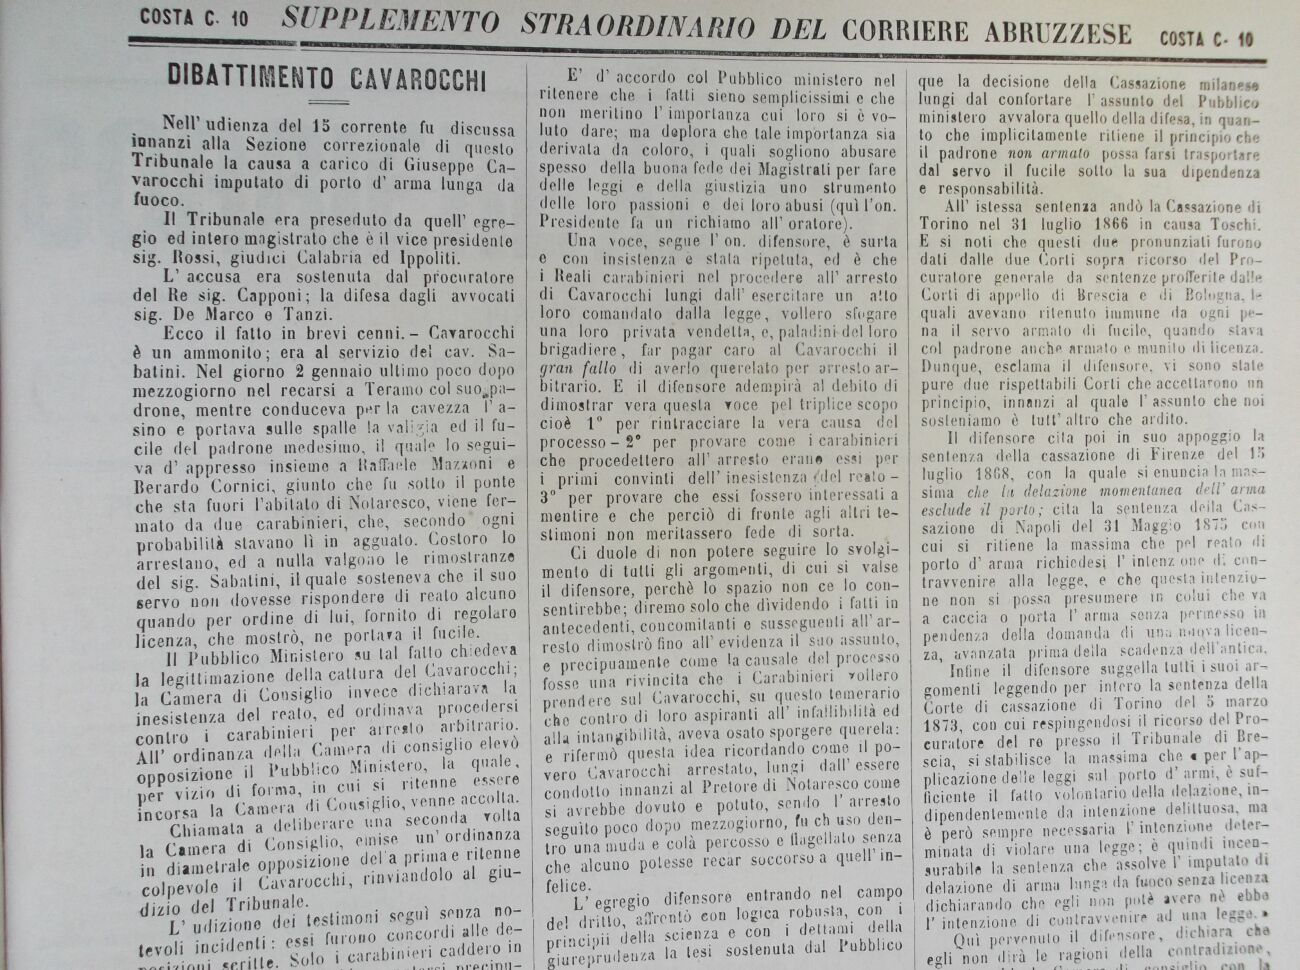 COSTA C. 10 SUPPLEMENTO STRAORDINARIO DEL CORRIERE ABRUZZESE COSTA C. 10
DIBATTIMENTO CAVAROCCHI
Nell' udienza del 15 corrente fu discussa
innanzi alla Sezione correzionale di questo
Tribunale la causa a carico di Giuseppe Ca-
varocchi imputato di porto d' arma lunga da
fuoco.
Il Tribunale era preseduto da quell' egre-
gio ed intero magistrato che è il vice presidente
sig. Rossi, giudici Calabria ed Ippoliti.
L' accusa era sostenuta dal procuratore
del Re sig. Capponi; la difesa dagli avvocati
sig. De Marco e Tanzi.
Ecco il fatto in brevi cenni. - Cavarocchi
è un ammonito; era al servizio del cav. Sa-
batini. Nel giorno 2 gennaio ultimo poco dopo
mezzogiorno nel recarsi a Teramo col suo pa-
drone, mentre conduceva per la cavezza l' a-
sino e portava sulle spalle la valigia ed il fu-
cile del padrone medesimo, il quale lo segui-
va d' appresso insieme a Raffaele Mazzoni e
Berardo Cornici, giunto che fu sotto il ponte
che sta fuori l'abitato di Notaresco, viene fer-
mato da due carabinieri, che, secondo ogni
probabilità stavano lì in agguato. Costoro lo
arrestano, ed a nulla valgono le rimostranze
del sig. Sabatini, il quale sosteneva che il suo
servo non dovesse rispondere di reato alcuno
quando per ordine di lui, fornito di regolaro
licenza, che mostrò, ne portava il fucile.
Il Pubblico Ministero su tal fatto chiedeva
la legittimazione della cattura del Cavarocchi;
la Camera di Consiglio invece dichiarava la
inesistenza del reato, ed ordinava procedersi
contro i carabinieri per arresto arbitrario.
All' ordinanza della Camera di consiglio elevò
opposizione il Pubblico Ministero, la quale,
per vizio di forma, in cui si ritenne essere
incorsa la Camera di Consiglio, venne accolta.
Chiamata a deliberare una seconda volta
la Camera di Consiglio, emise un' ordinanza
in diametrale opposizione della prima e ritenne
colpevole il Cavarocchi, rinviandolo al giu-
dizio del Tribunale.
L' udizione dei testimoni seguì senza no-
tevoli incidenti: essi furono concordi alle de-
posizioni scritte. Solo i carabinieri caddero in
E' d' accordo col Pubblico ministero nel
ritenere che i fatti sieno semplicissimi e che
non meritino l' importanza cui loro si è vo-
luto dare; ma deplora che tale importanza sia
derivata da coloro, i quali sogliono abusare
spesso della buona fede dei Magistrati per fare
delle leggi e della giustizia uno strumento
delle loro passioni e dei loro abusi (quì l'on.
Presidente fa un richiamo all' oratore).
Una voce, segue l' on. difensore, è surta
e con insistenza è stata ripetuta, ed è che
i Reali carabinieri nel procedere all' arresto
di Cavarocchi lungi dall' esercitare un atto
loro comandato dalla legge, vollero sfogare
una loro privata vendetta, e, paladini del loro
brigadiere, far pagar caro al Cavarocchi il
gran fallo di averlo querelato per arresto ar-
bitrario. E il difensore adempirà al debito di
dimostrar vera questa voce pel triplice scopo
cioè 1° per rintracciare la vera causa del
processo - 2° per provare come i carabinieri
che procedettero all' arresto erano essi per
i primi convinti dell' inesistenza del reato -
3° per provare che essi fossero interessati a
mentire e che perciò di fronte agli altri te-
stimoni non meritassero fede di sorta.
Ci duole di non potere seguire lo svolgi-
mento di tutti gli argomenti, di cui si valse
il difensore, perchè lo spazio non ce lo con-
sentirebbe; diremo solo che dividendo i fatti in
antecedenti, concomitanti e susseguenti all' ar-
resto dimostrò fino all' evidenza il suo assunto,
e precipuamente come la causale del processo
fosse una rivincita che i Carabinieri vollero
prendere sul Cavarocchi, su questo temerario
che contro di loro aspiranti all' infallibilità ed
alla intangibilità, aveva osato sporgere querela:
e rifermò questa idea ricordando come il po-
vero Cavarocchi arrestato, lungi dall' essere
condotto innanzi al Pretore di Notaresco come
si avrebbe dovuto e potuto, sendo l' arresto
seguito poco dopo mezzogiorno, fu ch uso den-
tro una muda e colà percosso e flagellato senza
che alcuno potesse recar soccorso a quell' in-
felice.
L' egregio difensore entrando nel campo
del dritto, affrontò con logica robusta, con i
principii della scienza e con i dettami della
giureprudenza la tesi sostenuta dal Pubblico
que la decisione della Cassazione milanese
lungi dal confortare l' assunto del Pubblico
ministero avvalora quello della difesa, in quan-
to che implicitamente ritiene il principio che
il padrone non armato possa farsi trasportare
dal servo il fucile sotto la sua dipendenza
e responsabilità.
All' istessa sentenza andò la Cassazione di
Torino nel 31 luglio 1866 in causa Toschi.
E si noti che questi due pronunziati furono
dati dalle due Corti sopra ricorso del Pro-
curatore generale da sentenze profferite dalle
Corti di appello di Brescia e di Bologna, le
quali avevano ritenuto immune da ogni pe-
na il servo armato di fucile, quando stava
col padrone anche armato e munito di licenza.
Dunque, esclama il difensore, vi sono state
pure due rispettabili Corti che accettarono un
principio, innanzi al quale l' assunto che noi
sosteniamo è tutt' altro che ardito.
Il difensore cita poi in suo appoggio la
sentenza della cassazione di Firenze del 15
luglio 1868, con la quale si enuncia la mas-
sima che la delazione momentanea dell' arma
esclude il porto; cita la sentenza della Cas-
sazione di Napoli del 31 Maggio 1875 con
cui si ritiene la massima che pel reato di
porto d' arma richiedesi l' intenz one di con-
travvenire alla legge, e che questa intenzio-
ne non si possa presumere in colui che va
a caccia o porta l' arma senza permesso in
pendenza della domanda di una nuova licen-
za, avanzata prima della scadenza dell'antica.
Infine il difensore suggella tutti i suoi ar-
gomenti leggendo per intero la sentenza della
Corte di cassazione di Torino del 5 marzo
1873, con cui respingendosi il ricorso del Pro-
curatore del re presso il Tribunale di Bre-
scia, si stabilisce la massima che « per l'ap-
plicazione delle leggi sul porto d' armi, è suf-
ficiente il fatto volontario della delazione, in-
dipendentemente da intenzione delittuosa, ma
è però sempre necessaria l' intenzione deter-
minata di violare una legge; è quindi incen-
surabile la sentenza che assolve l' imputato di
delazione di arma lunga da fuoco senza licenza
dichiarando che egli non potè avere nè ebbe
l' intenzione di contravvenire ad una legge. »
Quì pervenuto il difensore, dichiara che
egli non dirà le ragioni della contradizione,